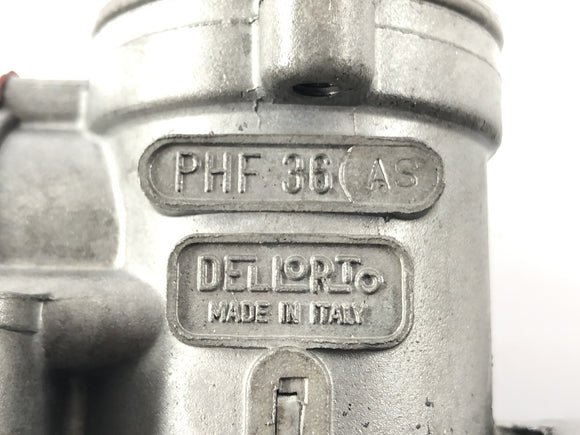 PHF 36 AS
DELLORTO
MADE IN ITALY